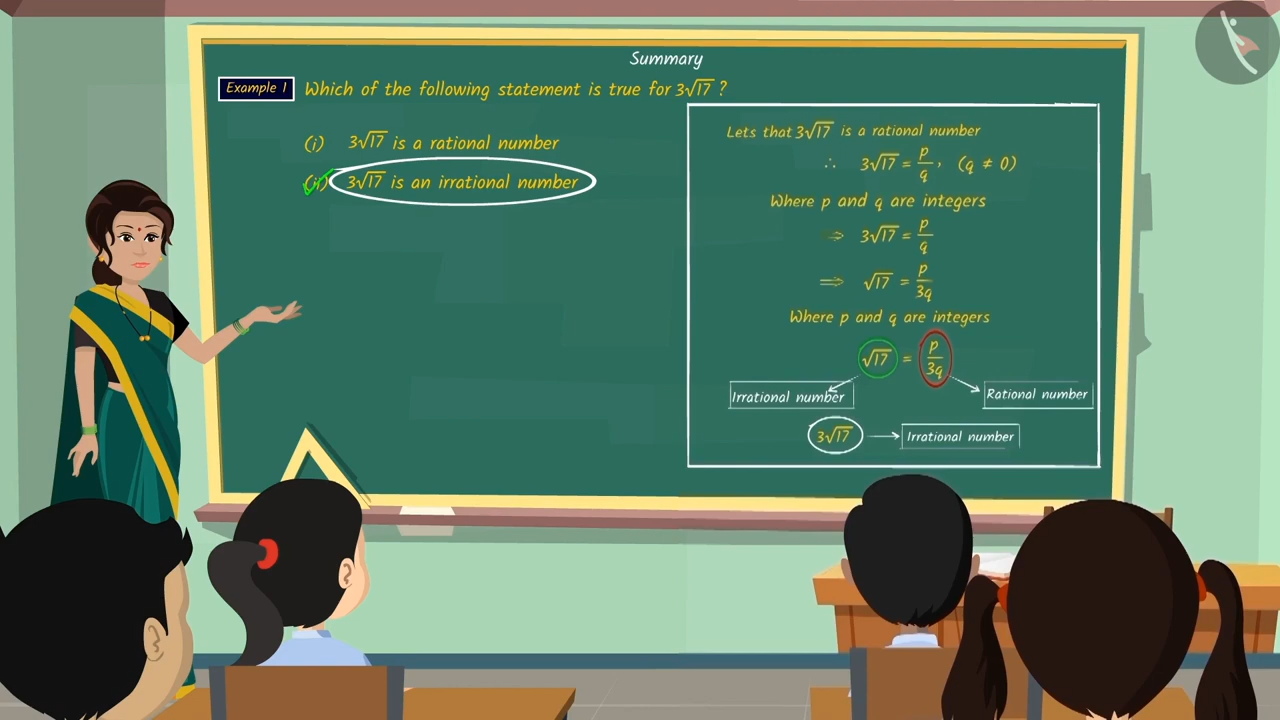 Summary
Example 1 Which of the following statement is true for 3√17 ?
(i) 3√17 is a rational number
(ii) 3√17 is an irrational number
Lets that 3√17 is a rational number
∴ 3√17 = p/q, (q ≠ 0)
Where p and q are integers
⇒ 3√17 = p/q
⇒ √17 = p/3q
Where p and q are integers
√17 = p/3q
Irrational number Rational number
3√17 → Irrational number